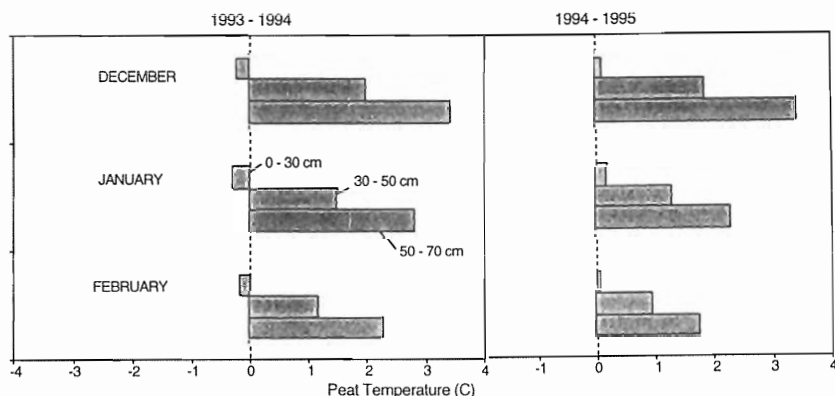 1993 - 1994
1994 - 1995
DECEMBER
0 - 30 cm
JANUARY
30 - 50 cm
50 - 70 cm
FEBRUARY
-4 -3 -2 -1 0 1 2 3 4 -1 0 1 2 3 4
Peat Temperature (C)